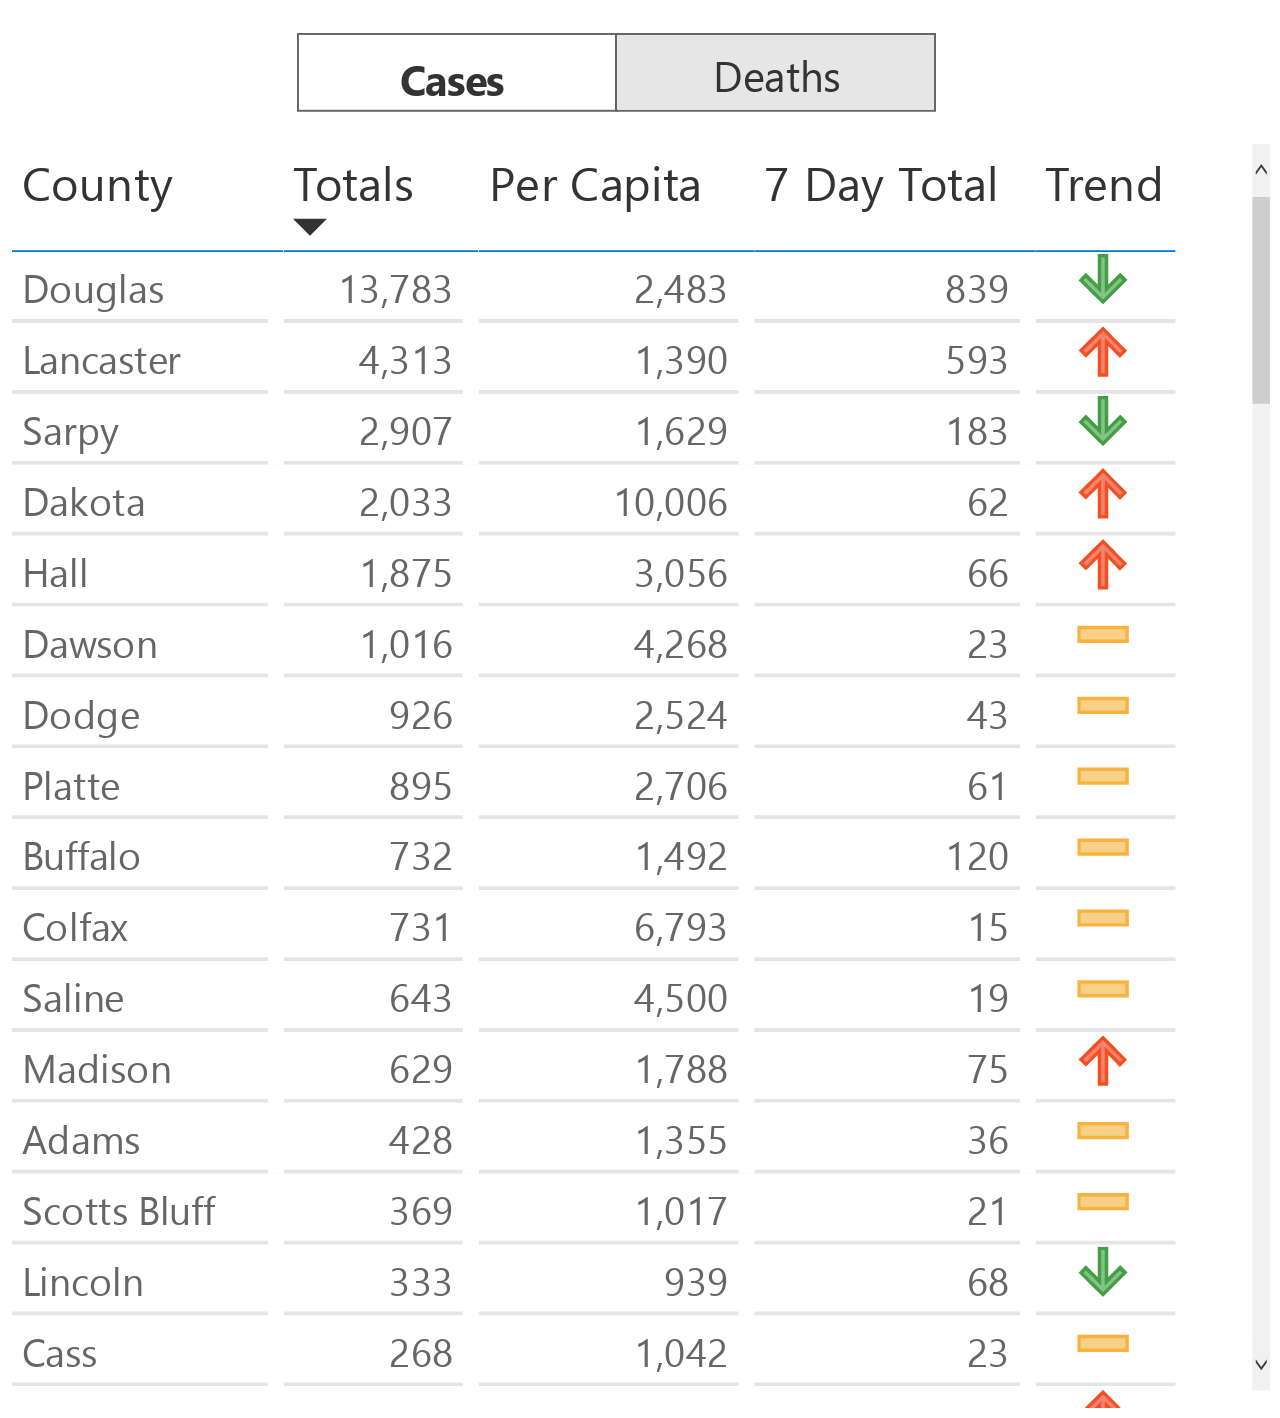 Cases Deaths
County Totals Per Capita 7 Day Total Trend
Douglas 13,783 2,483 839
Lancaster 4,313 1,390 593
Sarpy 2,907 1,629 183
Dakota 2,033 10,006 62
Hall 1,875 3,056 66
Dawson 1,016 4,268 23
Dodge 926 2,524 43
Platte 895 2,706 61
Buffalo 732 1,492 120
Colfax 731 6,793 15
Saline 643 4,500 19
Madison 629 1,788 75
Adams 428 1,355 36
Scotts Bluff 369 1,017 21
Lincoln 333 939 68
Cass 268 1,042 23